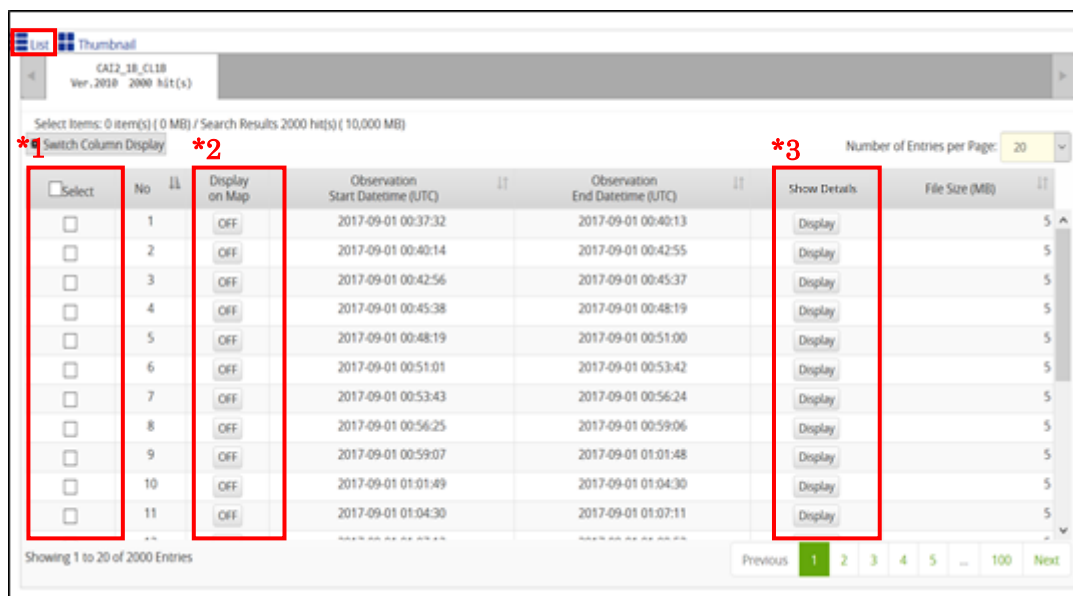 List Thumbnail
CAI2_1B_CL1B
Ver.2010 2000 hit(s)
Select Items: 0 item(s) ( 0 MB) / Search Results 2000 hit(s) ( 10,000 MB)
*1 Switch Column Display *2 *3 Number of Entries per Page: 20
Select No Display on Map Observation Start Datetime (UTC) Observation End Datetime (UTC) Show Details File Size (MB)
1 OFF 2017-09-01 00:37:32 2017-09-01 00:40:13 Display 5
2 OFF 2017-09-01 00:40:14 2017-09-01 00:42:55 Display 5
3 OFF 2017-09-01 00:42:56 2017-09-01 00:45:37 Display 5
4 OFF 2017-09-01 00:45:38 2017-09-01 00:48:19 Display 5
5 OFF 2017-09-01 00:48:19 2017-09-01 00:51:00 Display 5
6 OFF 2017-09-01 00:51:01 2017-09-01 00:53:42 Display 5
7 OFF 2017-09-01 00:53:43 2017-09-01 00:56:24 Display 5
8 OFF 2017-09-01 00:56:25 2017-09-01 00:59:06 Display 5
9 OFF 2017-09-01 00:59:07 2017-09-01 01:01:48 Display 5
10 OFF 2017-09-01 01:01:49 2017-09-01 01:04:30 Display 5
11 OFF 2017-09-01 01:04:30 2017-09-01 01:07:11 Display 5
Showing 1 to 20 of 2000 Entries Previous 1 2 3 4 5 ... 100 Next